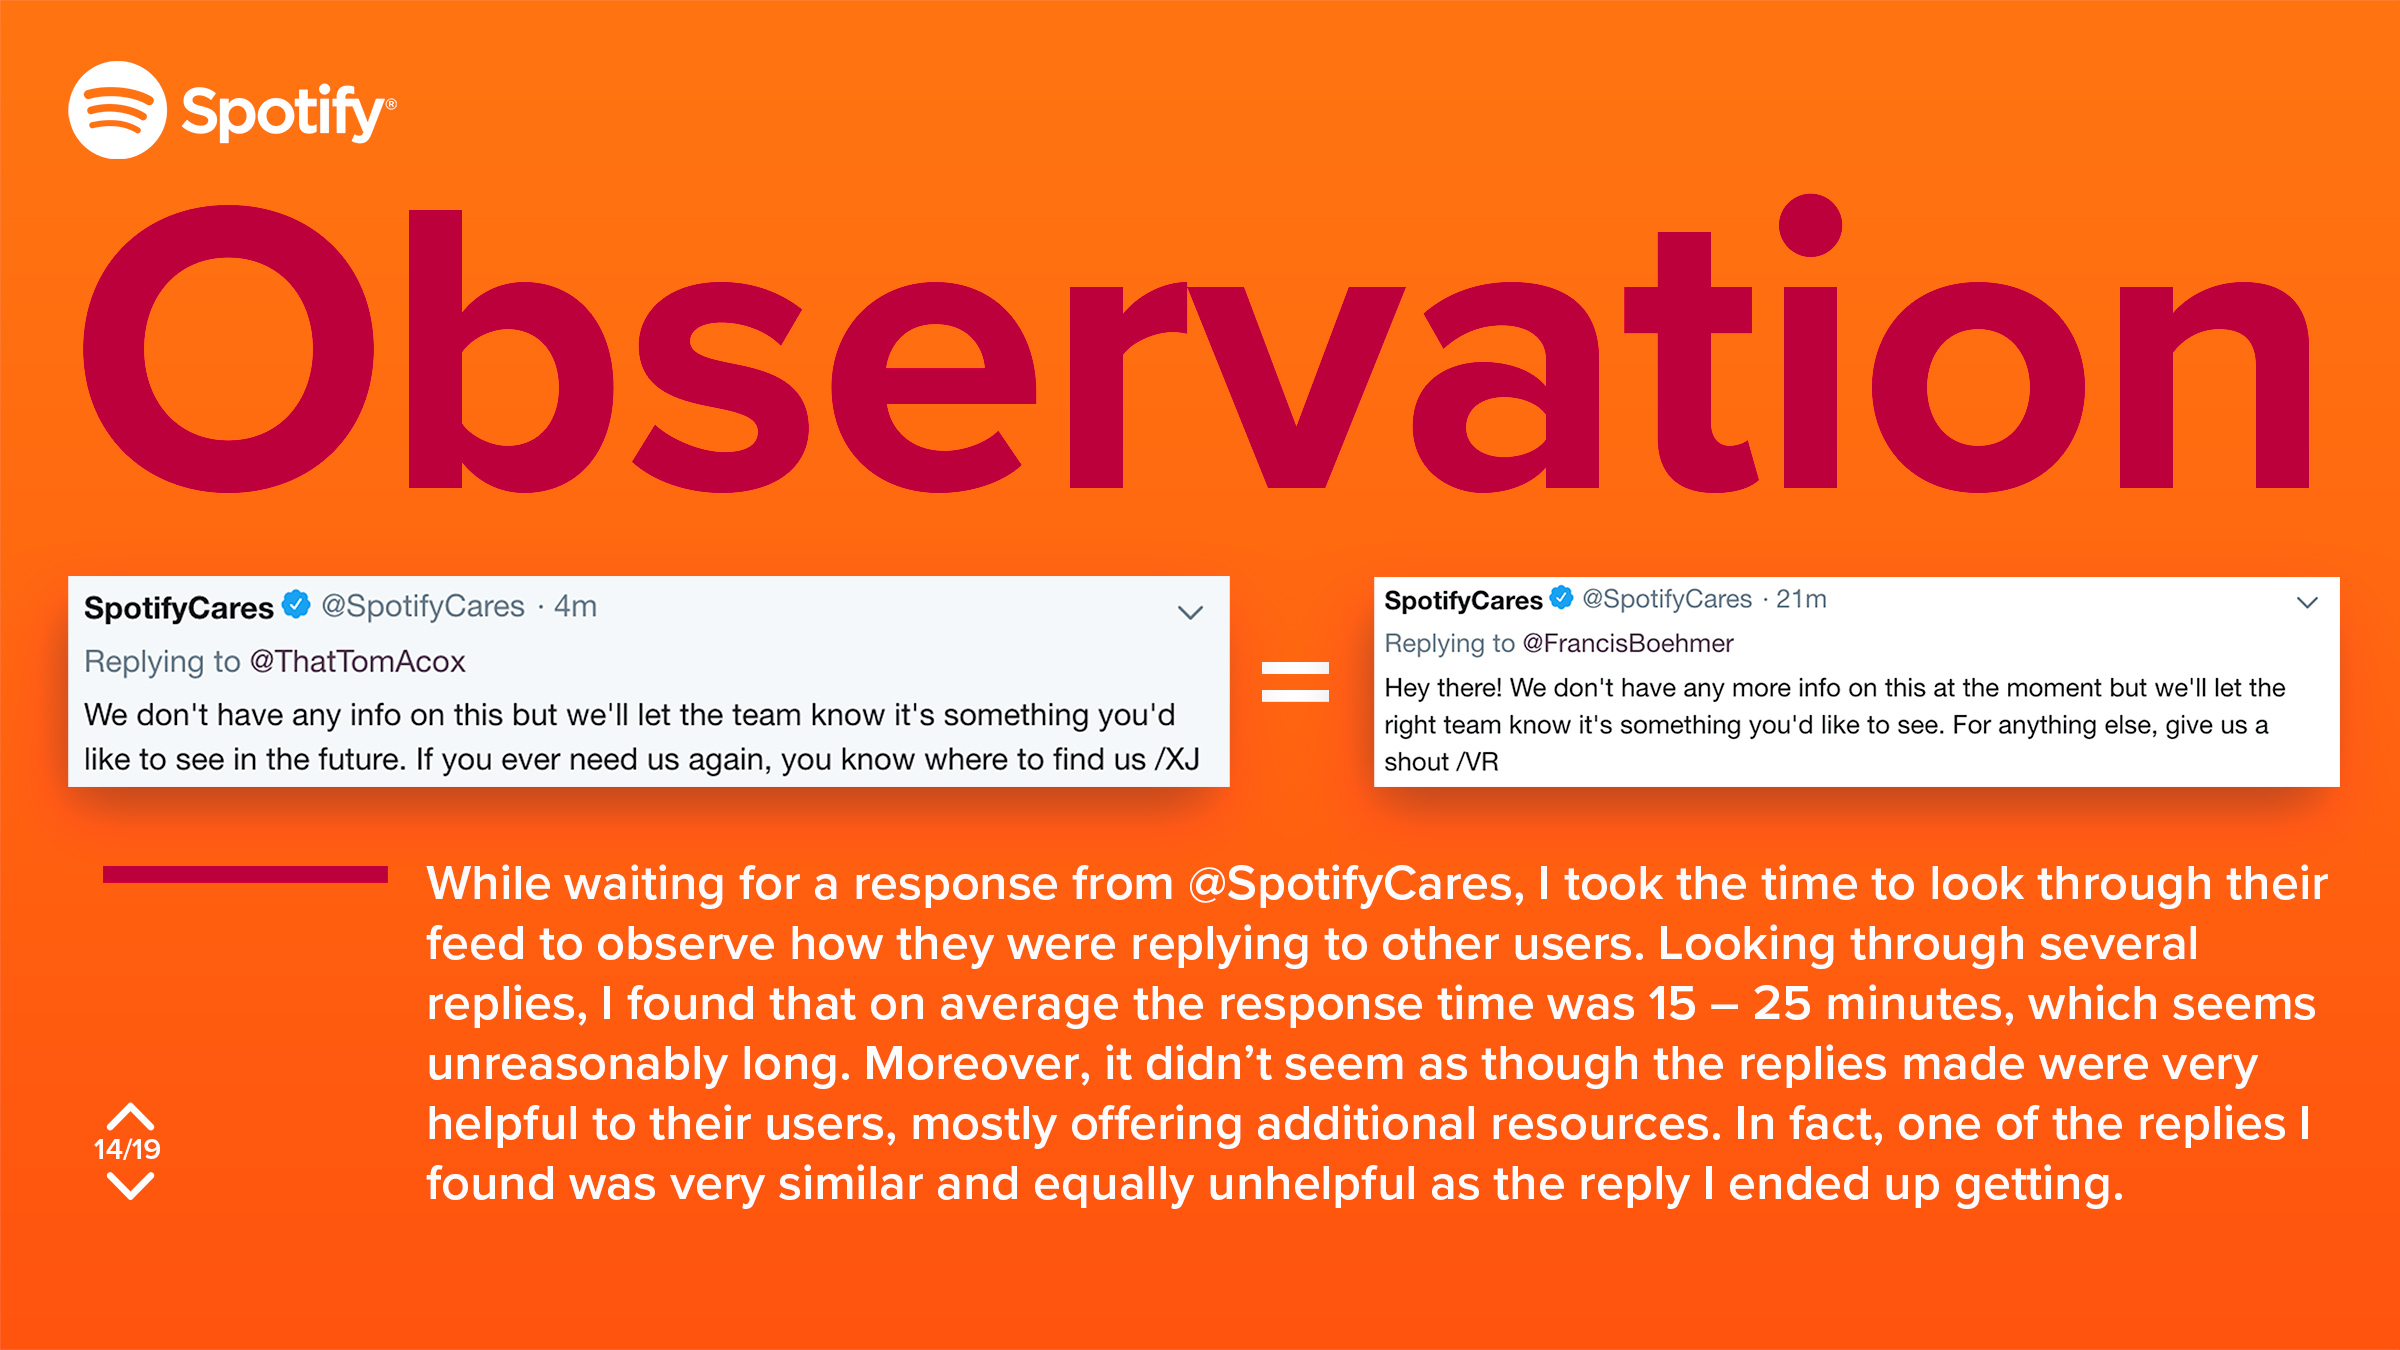 Spotify®
Observation
SpotifyCares @SpotifyCares · 4m
Replying to @ThatTomAcox
We don't have any info on this but we'll let the team know it's something you'd
like to see in the future. If you ever need us again, you know where to find us /XJ
=
SpotifyCares @SpotifyCares · 21m
Replying to @FrancisBoehmer
Hey there! We don't have any more info on this at the moment but we'll let the
right team know it's something you'd like to see. For anything else, give us a
shout /VR
While waiting for a response from @SpotifyCares, I took the time to look through their
feed to observe how they were replying to other users. Looking through several
replies, I found that on average the response time was 15 – 25 minutes, which seems
unreasonably long. Moreover, it didn’t seem as though the replies made were very
helpful to their users, mostly offering additional resources. In fact, one of the replies I
found was very similar and equally unhelpful as the reply I ended up getting.
14/19